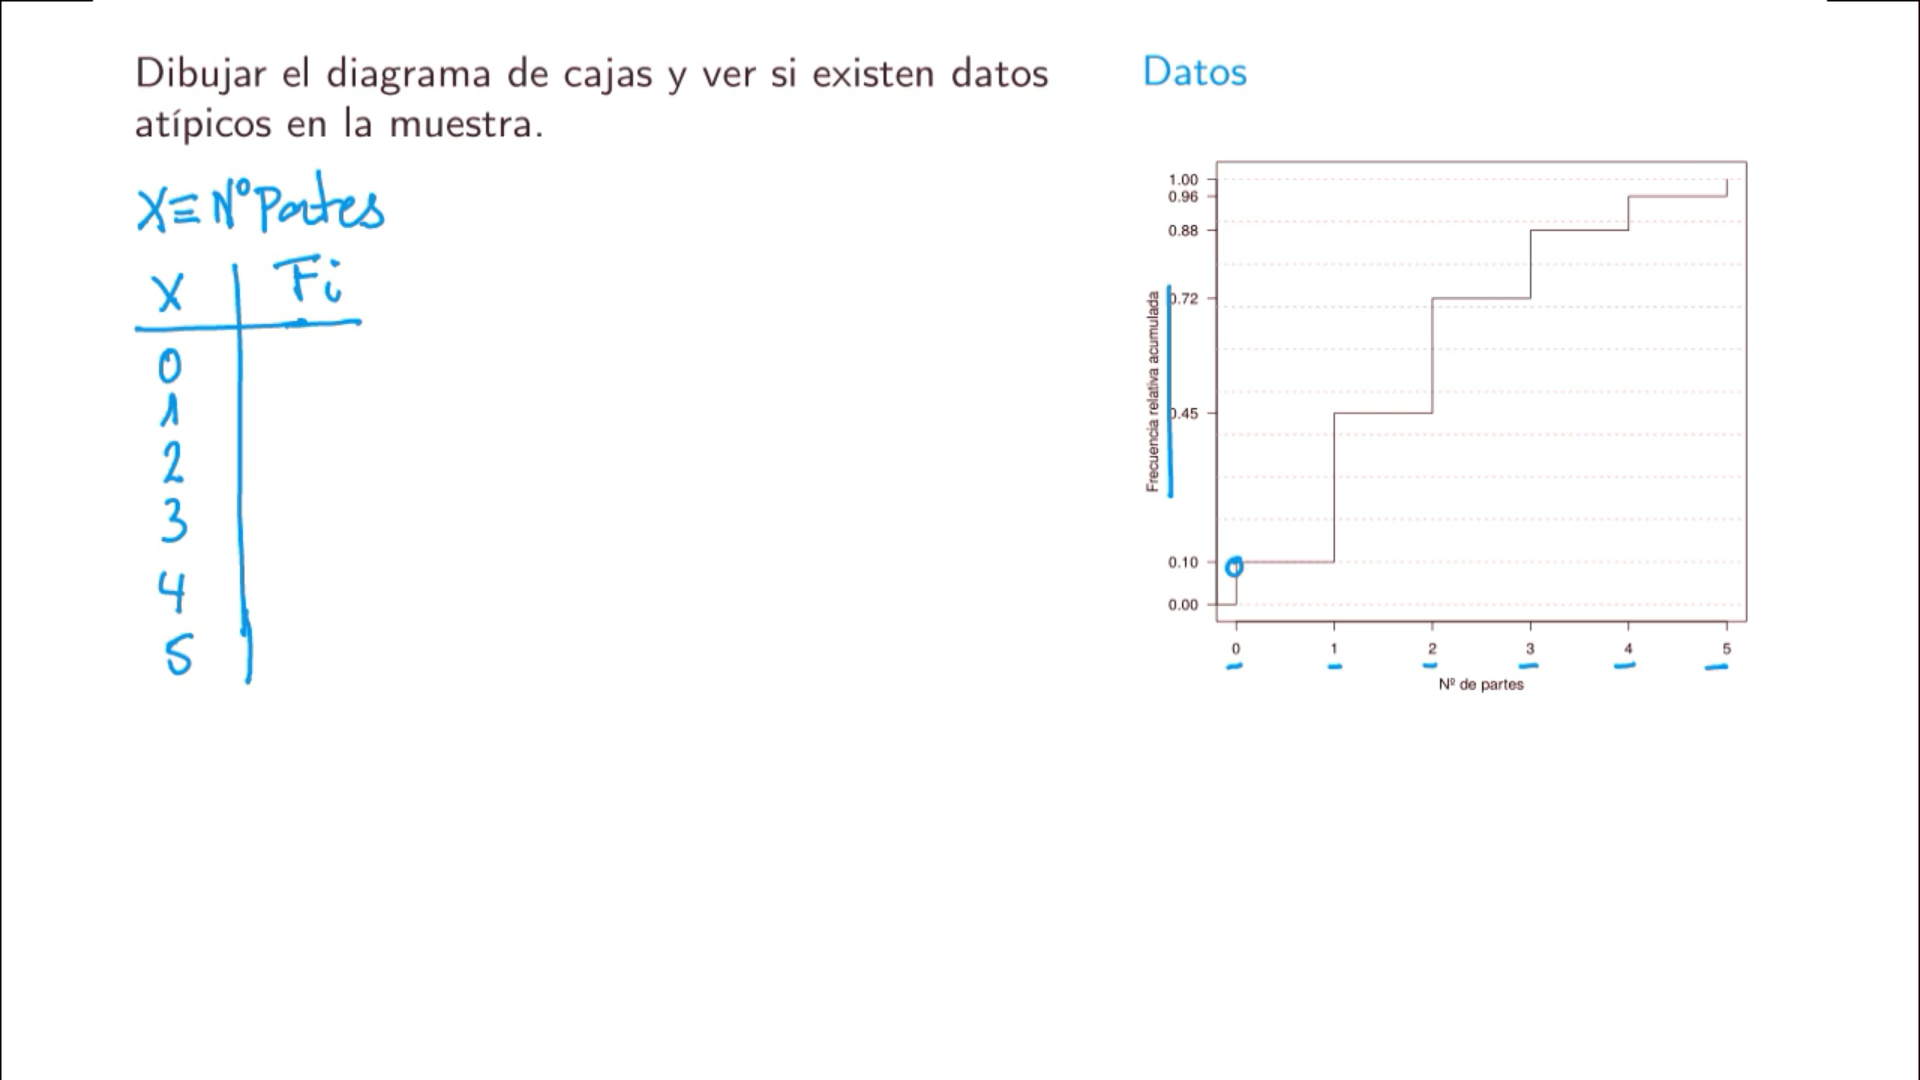 Dibujar el diagrama de cajas y ver si existen datos
atípicos en la muestra.
X≡NºPartes
X Fi
0
1
2
3
4
5
Datos
1.00
0.96
0.88
0.72
0.45
0.10
0.00
Frecuencia relativa acumulada
0 1 2 3 4 5
Nº de partes